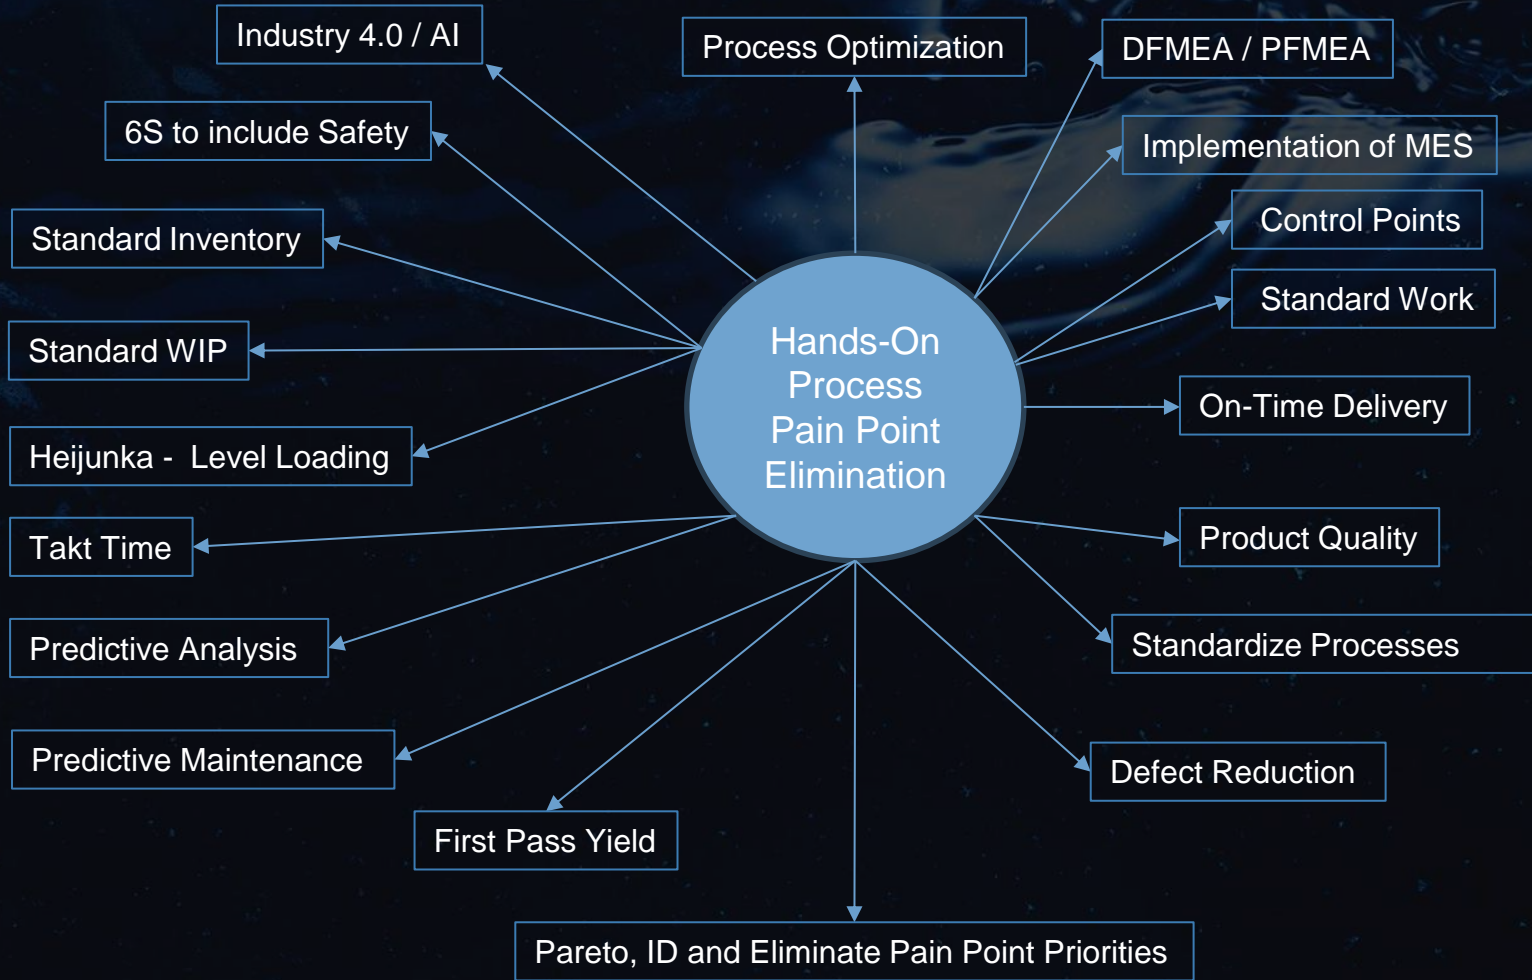 Industry 4.0 / AI
Process Optimization
DFMEA / PFMEA
6S to include Safety
Implementation of MES
Standard Inventory
Control Points
Standard Work
Standard WIP
Hands-On
Process
Pain Point
Elimination
On-Time Delivery
Heijunka - Level Loading
Takt Time
Product Quality
Predictive Analysis
Standardize Processes
Predictive Maintenance
Defect Reduction
First Pass Yield
Pareto, ID and Eliminate Pain Point Priorities